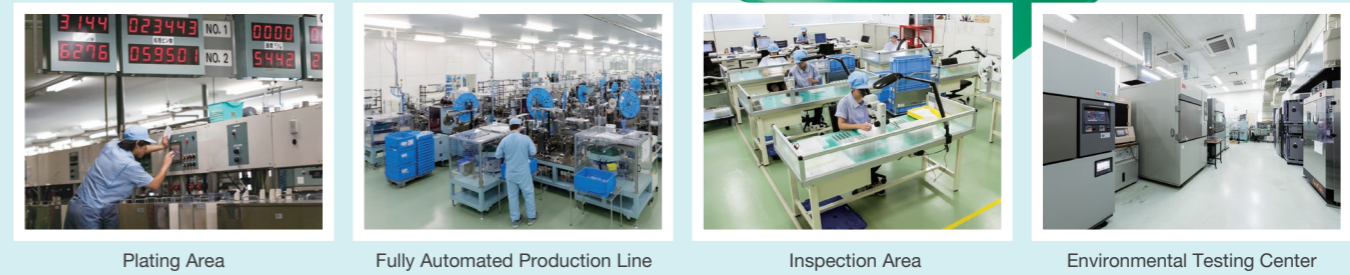 3144
023443
NO. 1
0000
6276
059501
NO. 2
5442
Plating Area
Fully Automated Production Line
Inspection Area
Environmental Testing Center